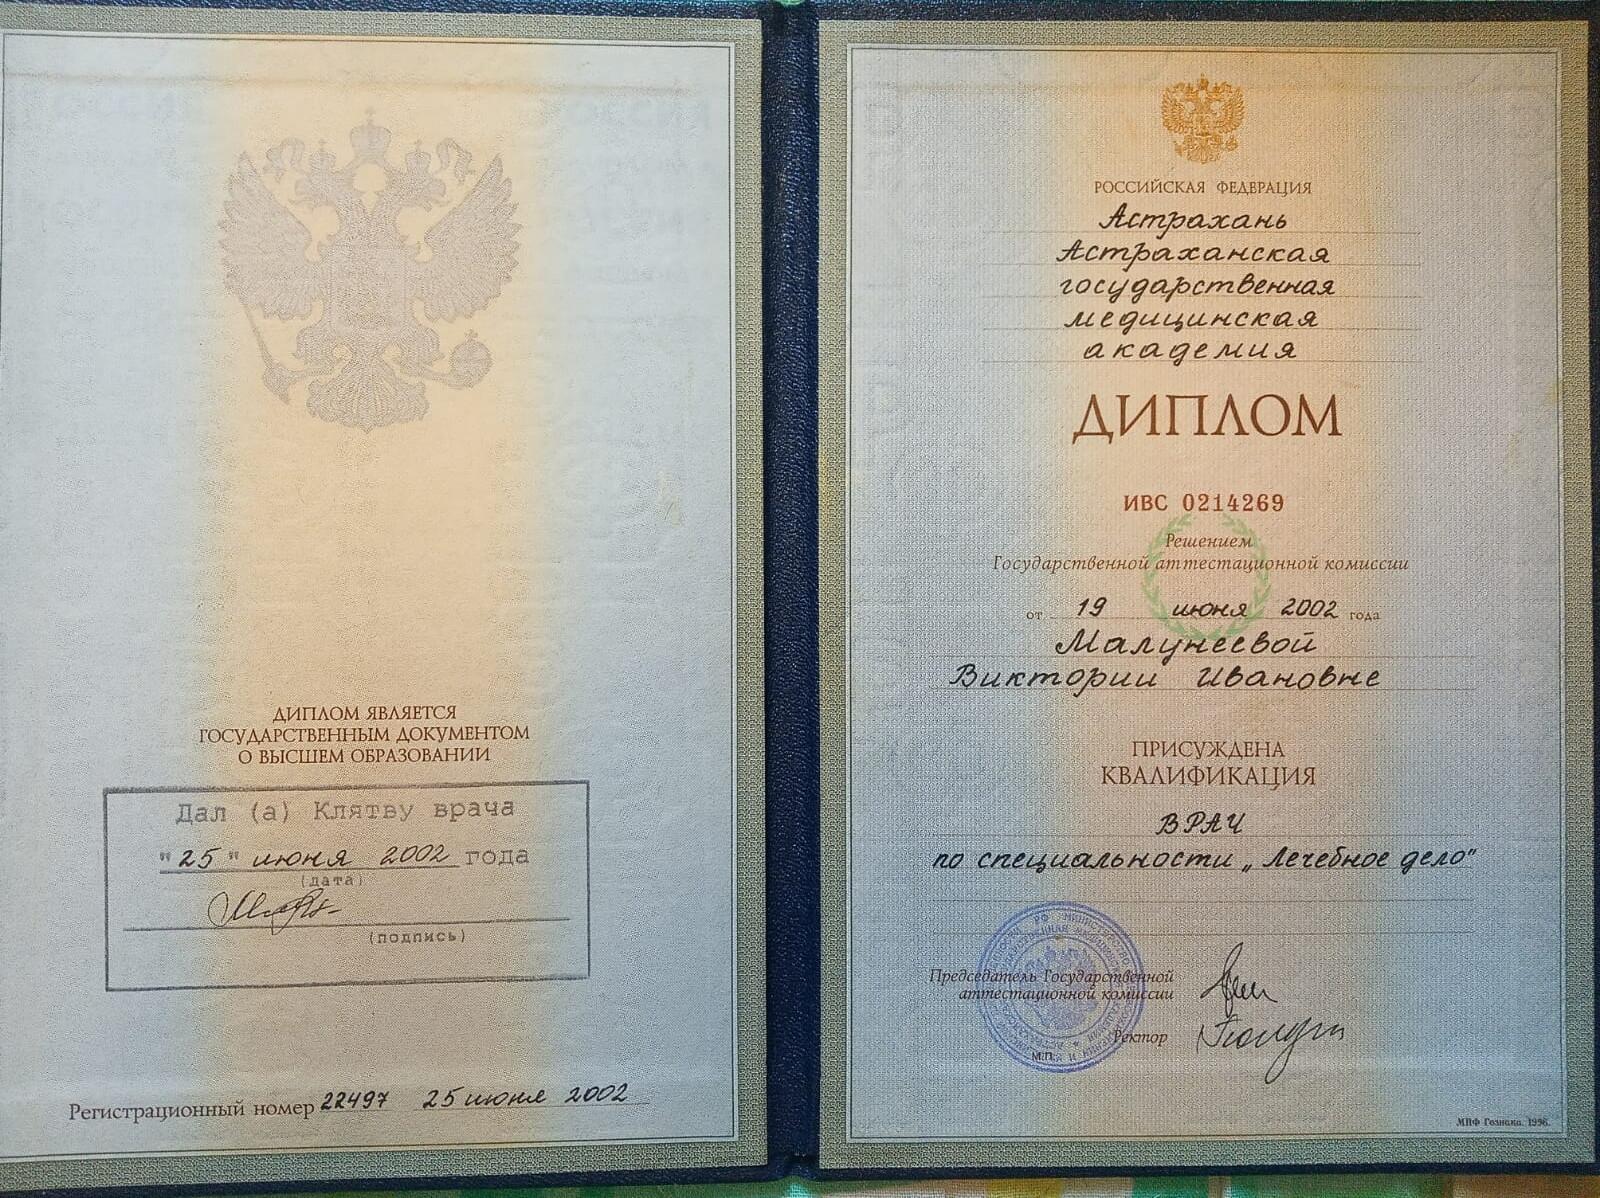 ДИПЛОМ ЯВЛЯЕТСЯ
ГОСУДАРСТВЕННЫМ ДОКУМЕНТОМ
О ВЫСШЕМ ОБРАЗОВАНИИ
Дал (а) Клятву врача
"25" июня 2002 года
(дата)
(подпись)
Регистрационный номер 22497 25 июня 2002
РОССИЙСКАЯ ФЕДЕРАЦИЯ
Астрахань
Астраханская
государственная
медицинская
академия
ДИПЛОМ
ИВС 0214269
Решением
Государственной аттестационной комиссии
от 19 июня 2002 года
Малунеевой
Виктории Ивановне
ПРИСУЖДЕНА
КВАЛИФИКАЦИЯ
ВРАЧ
по специальности „Лечебное дело"
Председатель Государственной
аттестационной комиссии
Ректор
М.П.
МПФ Гознака. 1996.